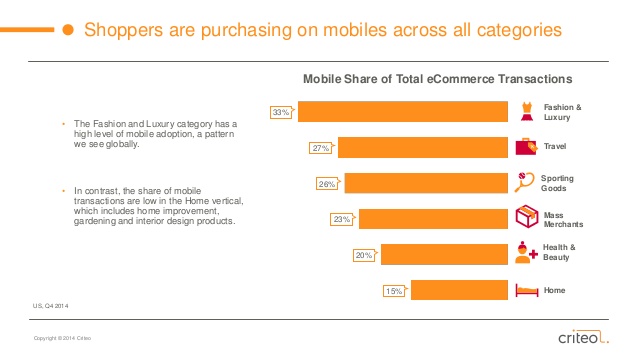 Shoppers are purchasing on mobiles across all categories
Mobile Share of Total eCommerce Transactions
• The Fashion and Luxury category has a
high level of mobile adoption, a pattern
we see globally.
• In contrast, the share of mobile
transactions are low in the Home vertical,
which includes home improvement,
gardening and interior design products.
33%
Fashion &
Luxury
27%
Travel
26%
Sporting
Goods
23%
Mass
Merchants
20%
Health &
Beauty
15%
Home
US, Q4 2014
Copyright © 2014 Criteo
criteo